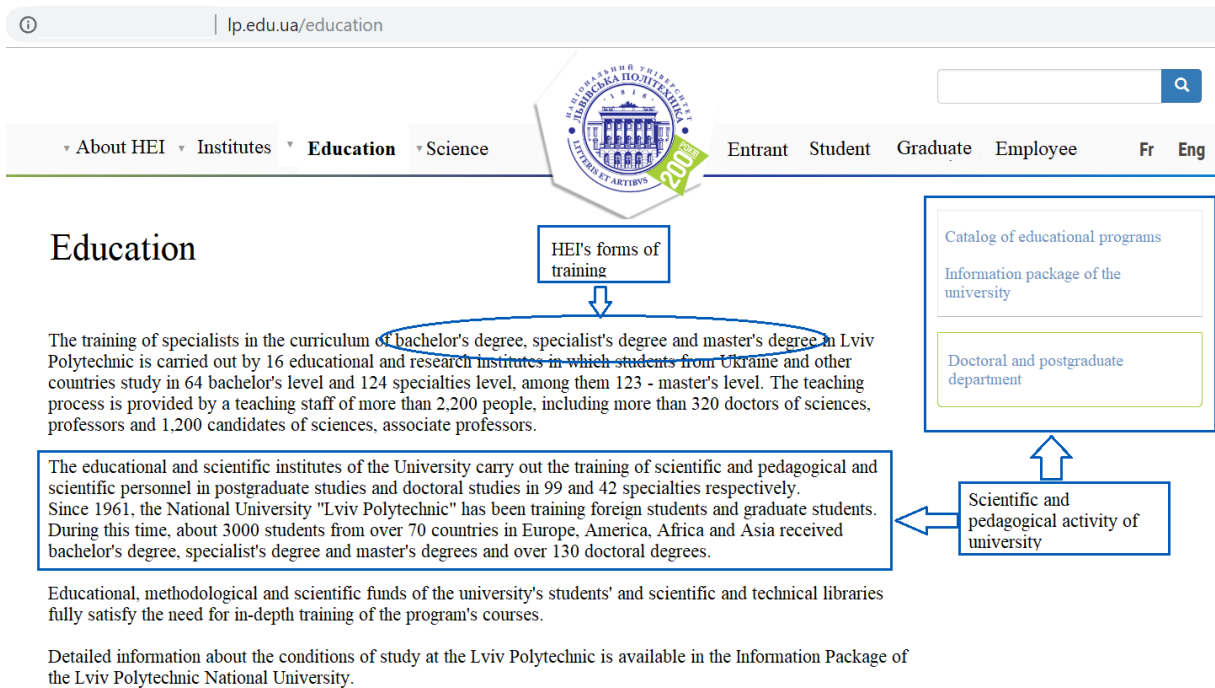 lp.edu.ua/education
НАЦІОНАЛЬНИЙ УНІВЕРСИТЕТ
ЛЬВІВСЬКА ПОЛІТЕХНІКА
1816
LITTERIS ET ARTIBVS
200 РОКІВ
About HEI Institutes Education Science Entrant Student Graduate Employee Fr Eng
Education
HEI's forms of
training
Catalog of educational programs
Information package of the
university
Doctoral and postgraduate
department
The training of specialists in the curriculum of bachelor's degree, specialist's degree and master's degree in Lviv
Polytechnic is carried out by 16 educational and research institutes in which students from Ukraine and other
countries study in 64 bachelor's level and 124 specialties level, among them 123 - master's level. The teaching
process is provided by a teaching staff of more than 2,200 people, including more than 320 doctors of sciences,
professors and 1,200 candidates of sciences, associate professors.
The educational and scientific institutes of the University carry out the training of scientific and pedagogical and
scientific personnel in postgraduate studies and doctoral studies in 99 and 42 specialties respectively.
Since 1961, the National University "Lviv Polytechnic" has been training foreign students and graduate students.
During this time, about 3000 students from over 70 countries in Europe, America, Africa and Asia received
bachelor's degree, specialist's degree and master's degrees and over 130 doctoral degrees.
Scientific and
pedagogical activity of
university
Educational, methodological and scientific funds of the university's students' and scientific and technical libraries
fully satisfy the need for in-depth training of the program's courses.
Detailed information about the conditions of study at the Lviv Polytechnic is available in the Information Package of
the Lviv Polytechnic National University.